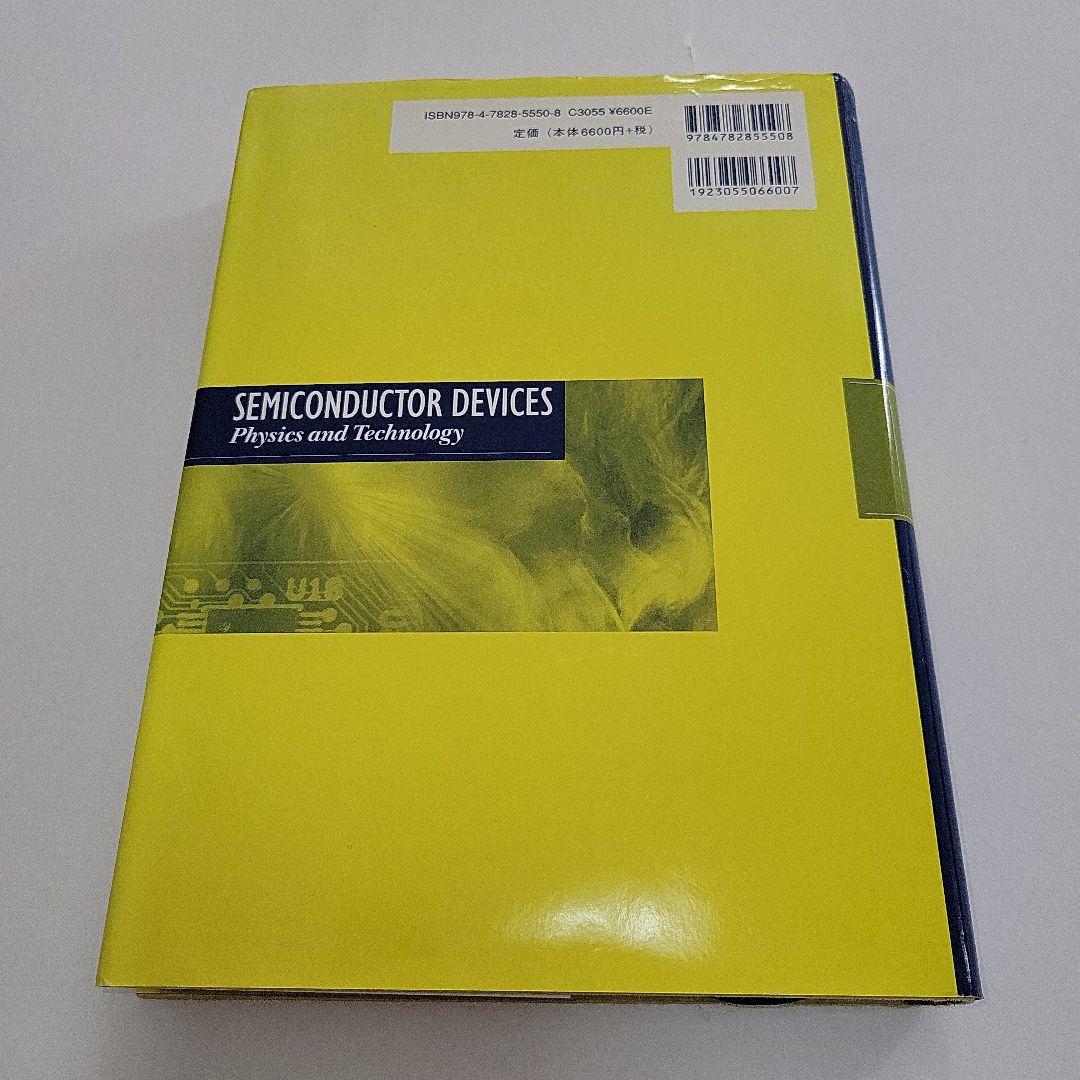 ISBN978-4-7828-5550-8 C3055 ¥6600E
定価（本体6600円+税）
9784782855508
1923055066007
SEMICONDUCTOR DEVICES
Physics and Technology
U18